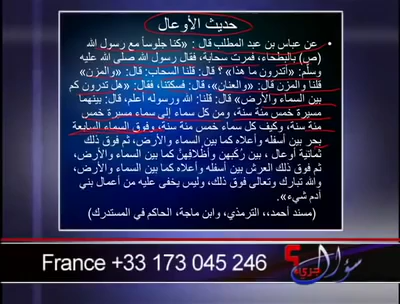 حديث الأوعال
• عن عباس بن عبد المطلب قال : «كنا جلوساً مع رسول الله
(ص) بالبطحاء، فمرت سحابة، فقال رسول الله صلى الله عليه
وسلم: «أتدرون ما هذا» ؟ قال: قلنا السحاب: قال: «والمزن»
قلنا والمزن قال: «والعنان»، قال: فسكتنا، فقال: «هل تدرون كم
بين السماء والأرض» قال: قلنا: الله ورسوله أعلم، قال: بينهما
مسيرة خمس مئة سنة، ومن كل سماء إلى سماء مسيرة خمس
مئة سنة، وكيف كل سماء خمس مئة سنة، وفوق السماء السابعة
بحر بين أسفله وأعلاه كما بين السماء والأرض، ثم فوق ذلك
ثمانية أوعال ، بين رُكبهن وأظلافهن كما بين السماء والأرض،
ثم فوق ذلك العرش بين أسفله وأعلاه كما بين السماء والأرض،
والله تبارك وتعالى فوق ذلك، وليس يخفى عليه من أعمال بني
آدم شيء».
(مسند أحمد،، الترمذي، وابن ماجة، الحاكم في المستدرك)
France +33 173 045 246
سؤال جريء